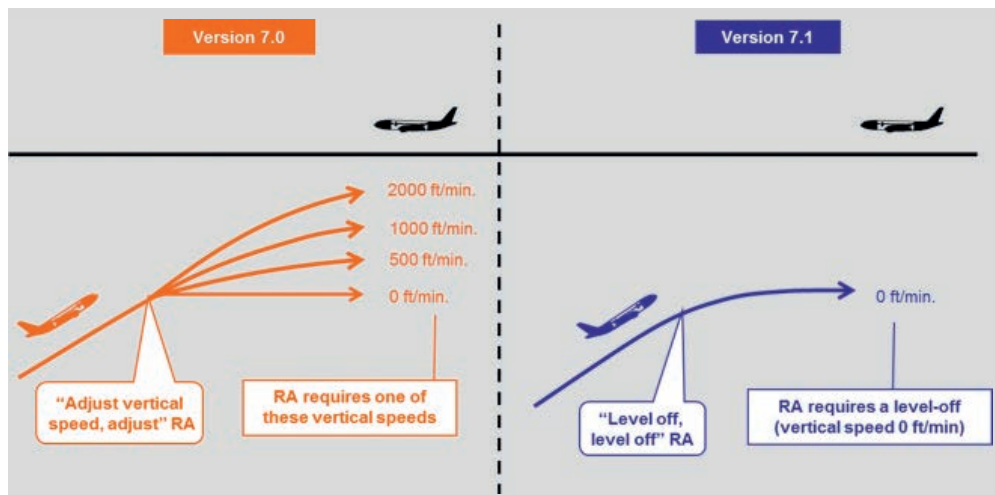 Version 7.0
2000 ft/min.
1000 ft/min.
500 ft/min.
0 ft/min.
“Adjust vertical
speed, adjust” RA
RA requires one of
these vertical speeds
Version 7.1
0 ft/min.
“Level off,
level off” RA
RA requires a level-off
(vertical speed 0 ft/min)